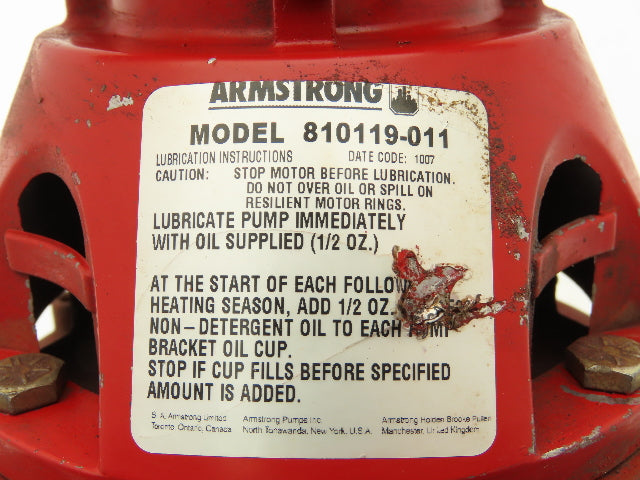 ARMSTRONG
MODEL 810119-011
LUBRICATION INSTRUCTIONS DATE CODE: 1007
CAUTION: STOP MOTOR BEFORE LUBRICATION.
DO NOT OVER OIL OR SPILL ON
RESILIENT MOTOR RINGS.
LUBRICATE PUMP IMMEDIATELY
WITH OIL SUPPLIED (1/2 OZ.)
AT THE START OF EACH
HEATING SEASON, ADD 1/2 OZ.
NON-DETERGENT OIL TO EACH PUMP
BRACKET OIL CUP.
STOP IF CUP FILLS BEFORE SPECIFIED
AMOUNT IS ADDED.
S. A. Armstrong Limited Armstrong Pumps Inc. Armstrong Holden Brooke Pullen
Toronto, Ontario, Canada North Tonawanda, New York, U.S.A. Manchester, United Kingdom